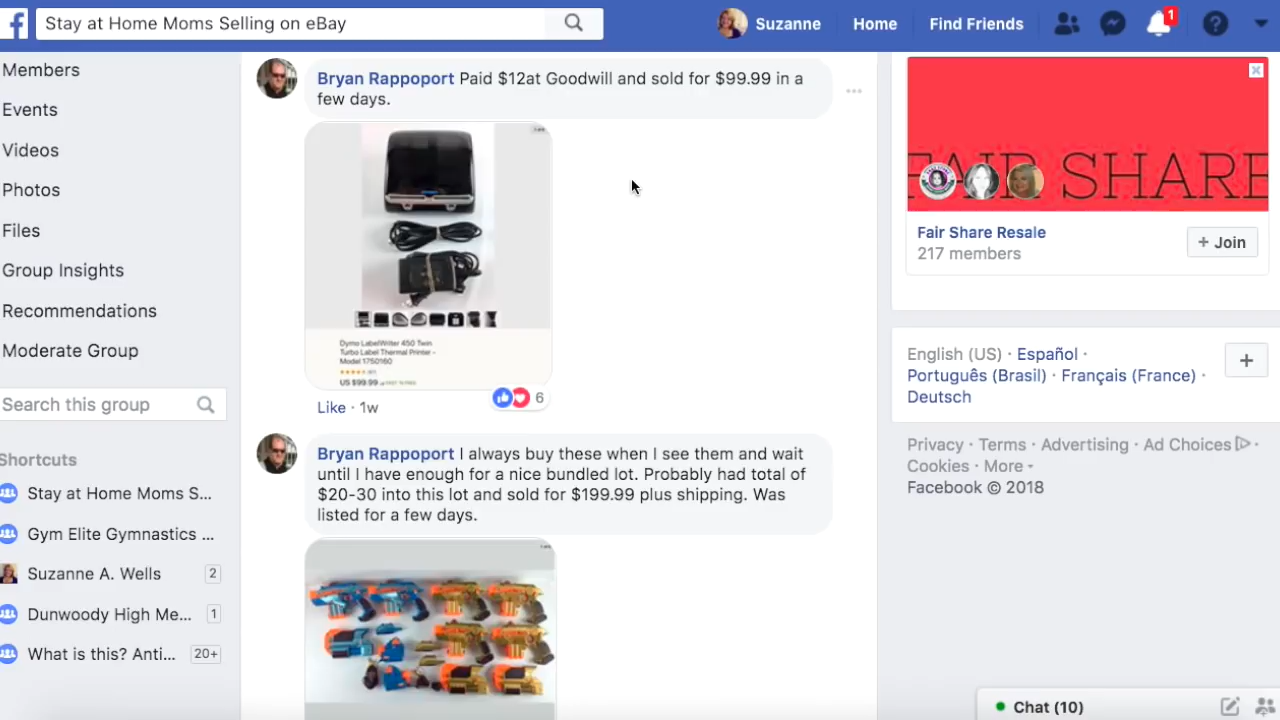 Stay at Home Moms Selling on eBay
Suzanne
Home
Find Friends
1
Members
Events
Videos
Photos
Files
Group Insights
Recommendations
Moderate Group
Search this group
Shortcuts
Stay at Home Moms S...
Gym Elite Gymnastics ...
Suzanne A. Wells 2
Dunwoody High Me... 1
What is this? Anti... 20+
Bryan Rappoport Paid $12at Goodwill and sold for $99.99 in a
few days.
Dymo LabelWriter 450 Twin
Turbo Label Thermal Printer -
Model 1750160
US $99.99
Like · 1w
6
Bryan Rappoport I always buy these when I see them and wait
until I have enough for a nice bundled lot. Probably had total of
$20-30 into this lot and sold for $199.99 plus shipping. Was
listed for a few days.
FAIR SHARE
Fair Share Resale
217 members
+ Join
English (US) · Español ·
Português (Brasil) · Français (France) ·
Deutsch
Privacy · Terms · Advertising · Ad Choices ·
Cookies · More
Facebook © 2018
Chat (10)